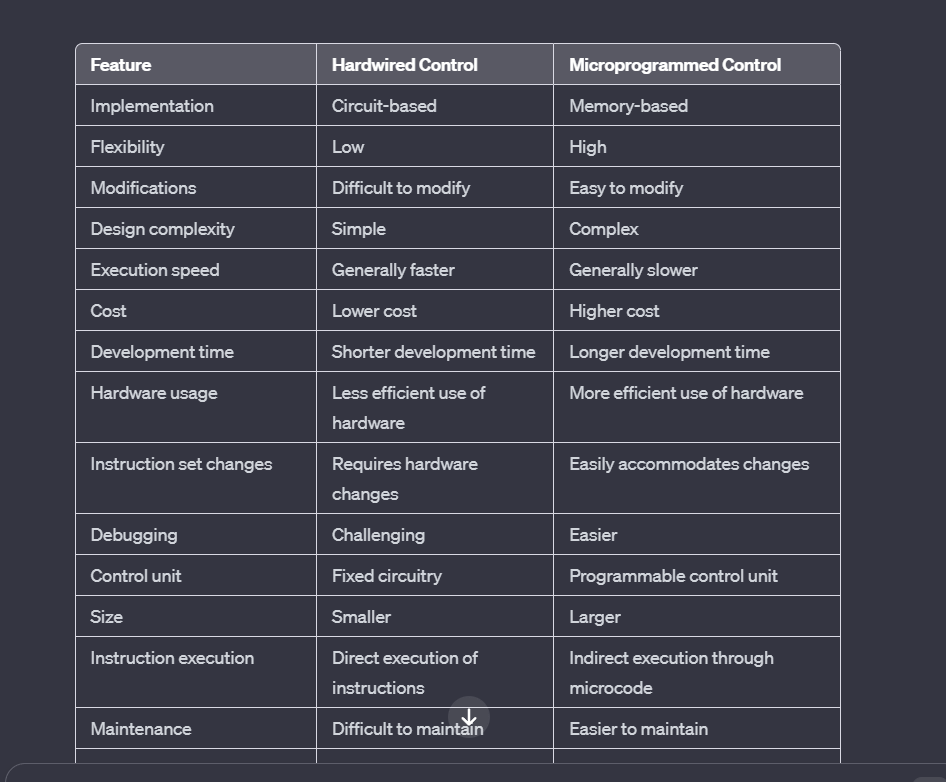 Feature Hardwired Control Microprogrammed Control
Implementation Circuit-based Memory-based
Flexibility Low High
Modifications Difficult to modify Easy to modify
Design complexity Simple Complex
Execution speed Generally faster Generally slower
Cost Lower cost Higher cost
Development time Shorter development time Longer development time
Hardware usage Less efficient use of More efficient use of hardware
hardware
Instruction set changes Requires hardware Easily accommodates changes
changes
Debugging Challenging Easier
Control unit Fixed circuitry Programmable control unit
Size Smaller Larger
Instruction execution Direct execution of Indirect execution through
instructions microcode
Maintenance Difficult to maintain Easier to maintain